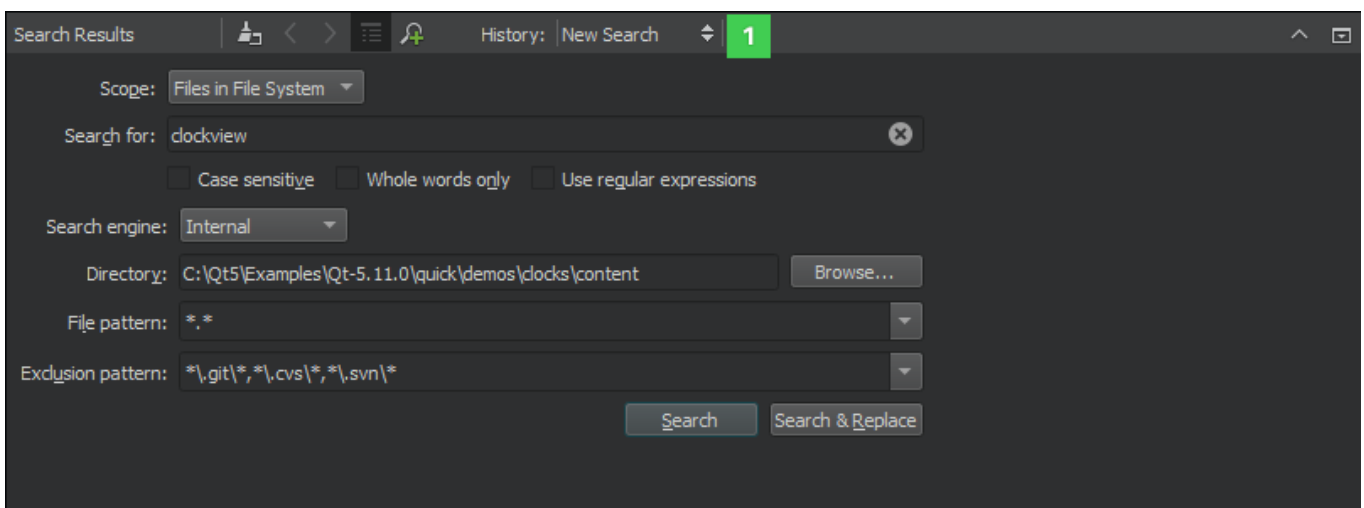 Search Results History: New Search 1
Scope: Files in File System
Search for: clockview
Case sensitive Whole words only Use regular expressions
Search engine: Internal
Directory: C:\Qt5\Examples\Qt-5.11.0\quick\demos\clocks\content Browse...
File pattern: *.*
Exclusion pattern: *\.git\*,*\.cvs\*,*\.svn\*
Search Search & Replace